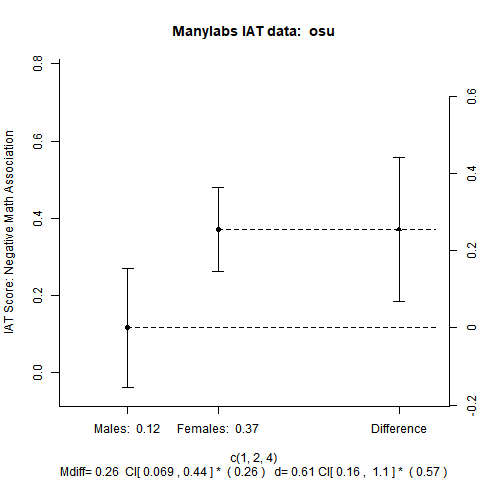 Manylabs IAT data:  osu
IAT Score: Negative Math Association
0.8
0.6
0.4
0.2
0.0
0.6
0.4
0.2
0
-0.2
Males:  0.12 Females:  0.37 Difference
c(1, 2, 4)
Mdiff= 0.26  CI[ 0.069 , 0.44 ] *  ( 0.26 )   d= 0.61 CI[ 0.16 ,  1.1 ] *  ( 0.57 )